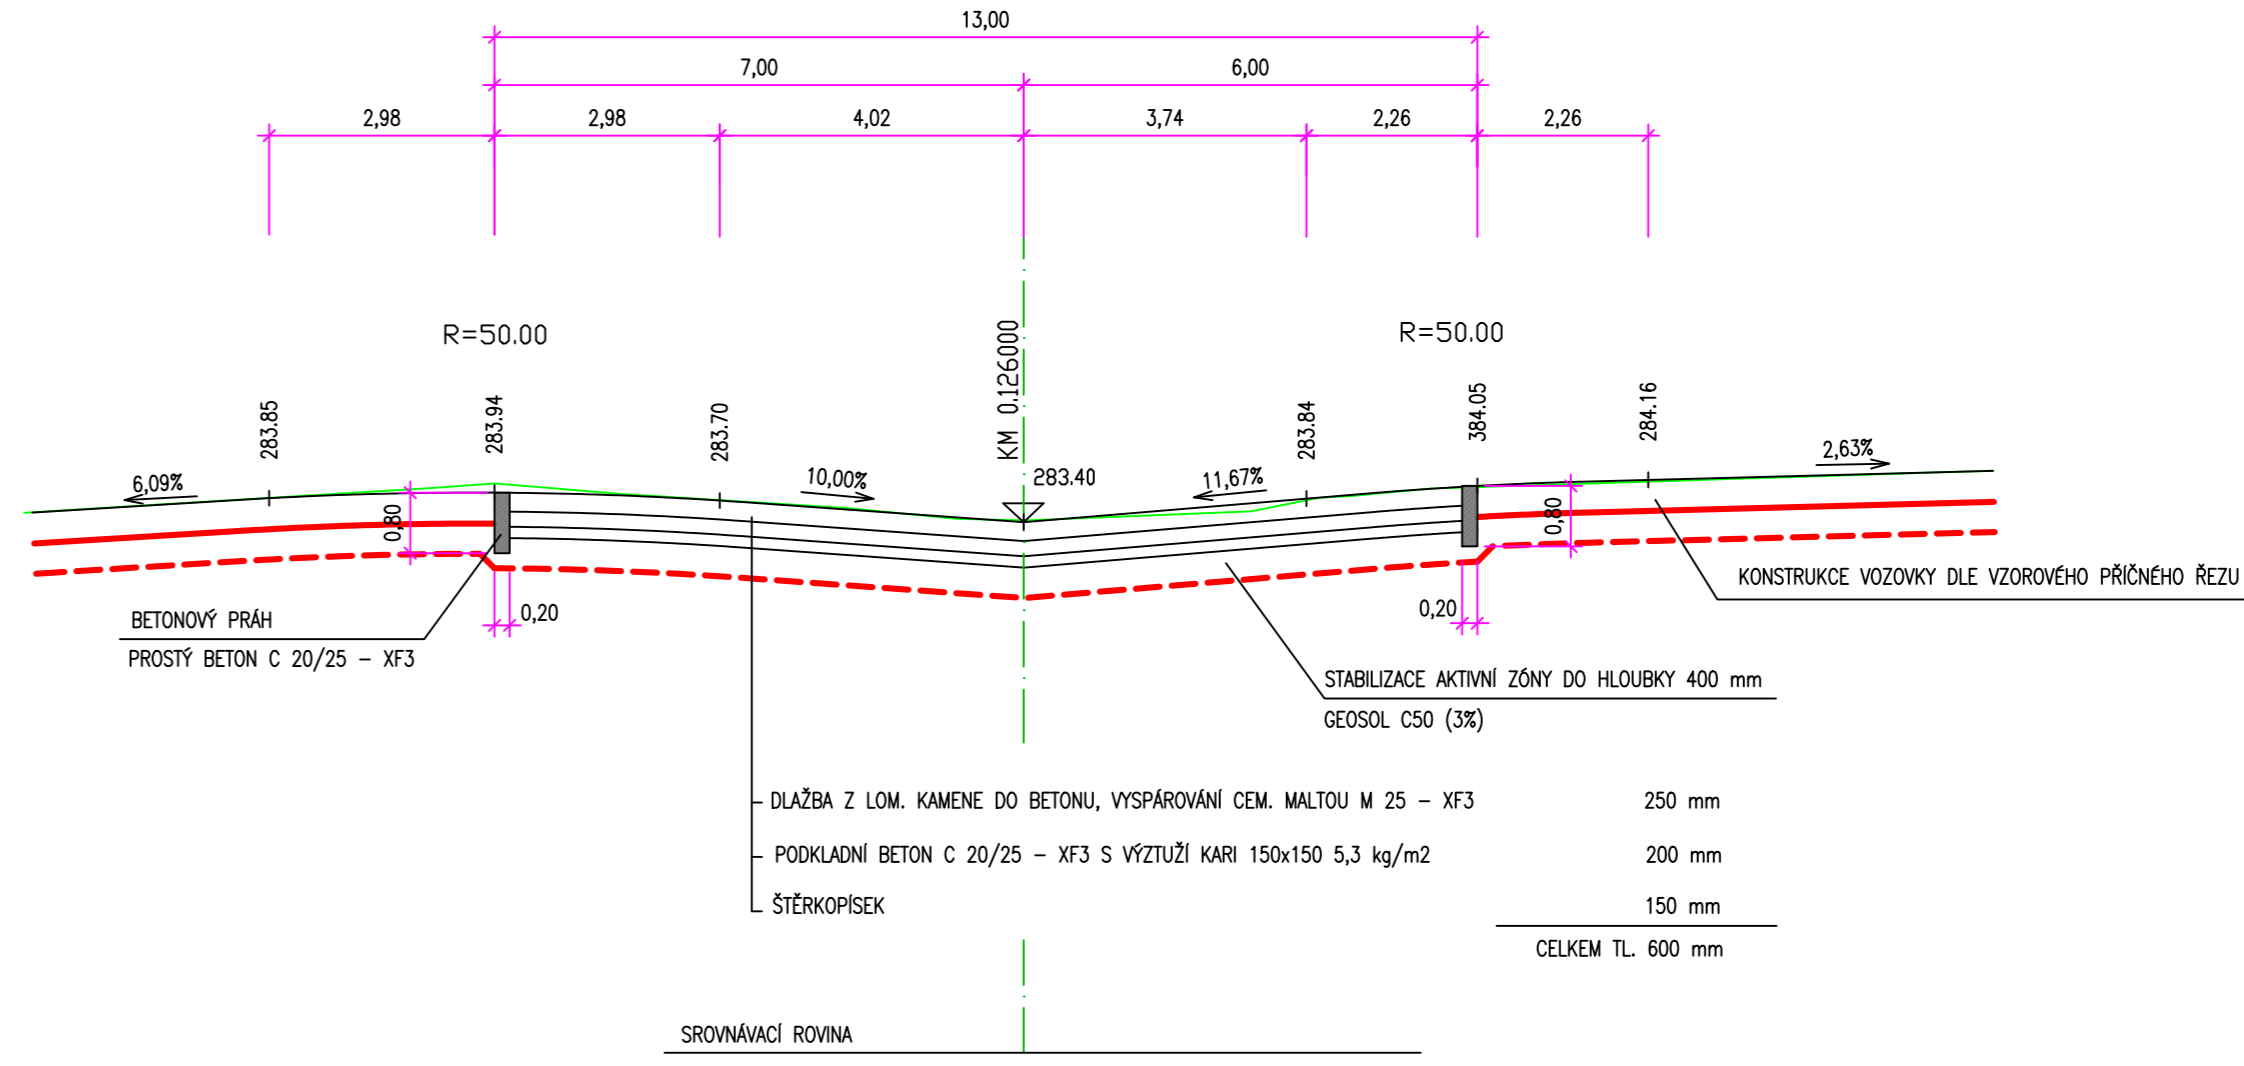 13,00
7,00 6,00
2,98 2,98 4,02 3,74 2,26 2,26
R=50.00 R=50.00
KM 0.126000
283.85 283.94 283.70 283.84 384.05 284.16
6,09% 10,00% 283.40 11,67% 2,63%
0,80 0,80
0,20 0,20
KONSTRUKCE VOZOVKY DLE VZOROVÉHO PŘÍČNÉHO ŘEZU
BETONOVÝ PRÁH
PROSTÝ BETON C 20/25 – XF3
STABILIZACE AKTIVNÍ ZÓNY DO HLOUBKY 400 mm
GEOSOL C50 (3%)
DLAŽBA Z LOM. KAMENE DO BETONU, VYSPÁROVÁNÍ CEM. MALTOU M 25 – XF3 250 mm
PODKLADNÍ BETON C 20/25 – XF3 S VÝZTUŽÍ KARI 150x150 5,3 kg/m2 200 mm
ŠTĚRKOPÍSEK 150 mm
CELKEM TL. 600 mm
SROVNÁVACÍ ROVINA